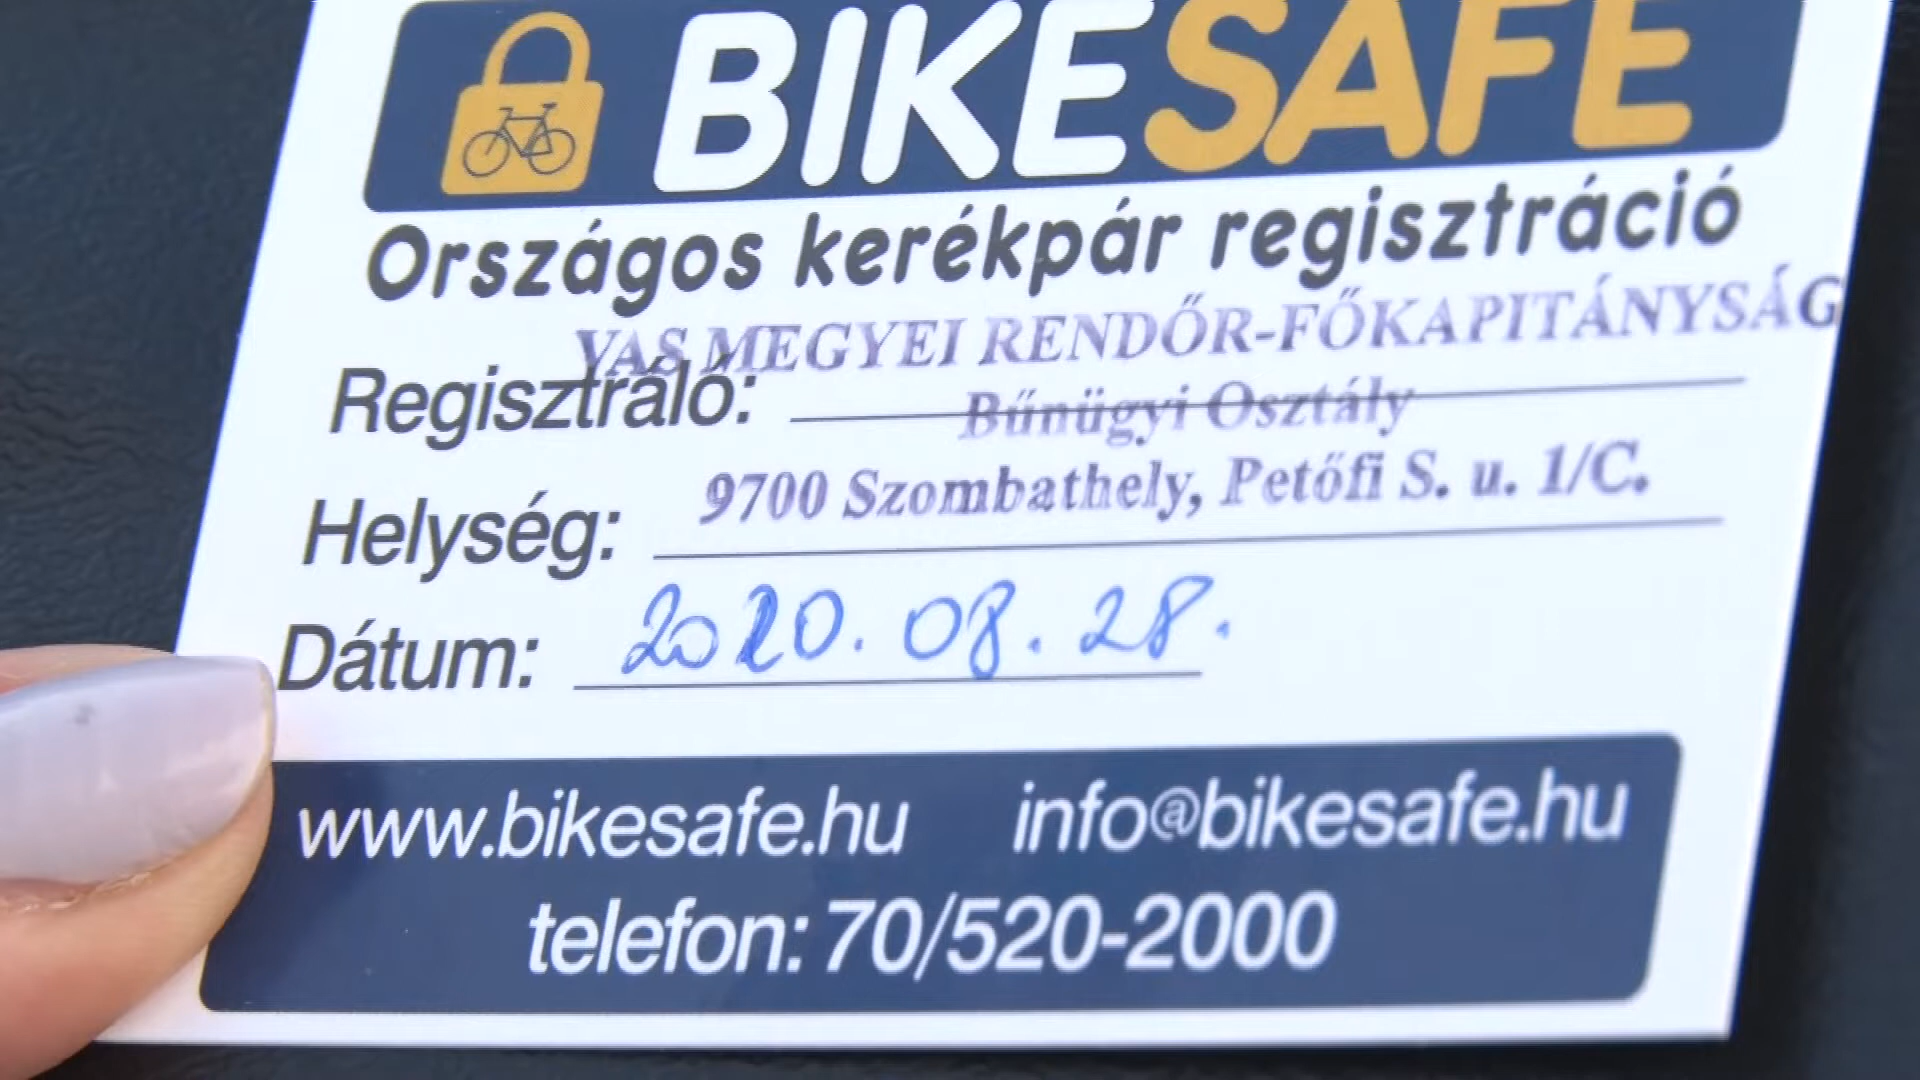 BIKESAFE
Országos kerékpár regisztráció
VAS MEGYEI RENDŐR-FŐKAPITÁNYSÁG
Regisztráló: Bűnügyi Osztály
9700 Szombathely, Petőfi S. u. 1/C.
Helység:
Dátum: 2020. 08. 28.
www.bikesafe.hu info@bikesafe.hu
telefon: 70/520-2000